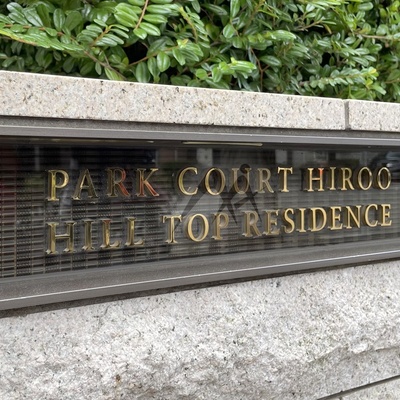 PARK COURT HIROO
HILL TOP RESIDENCE